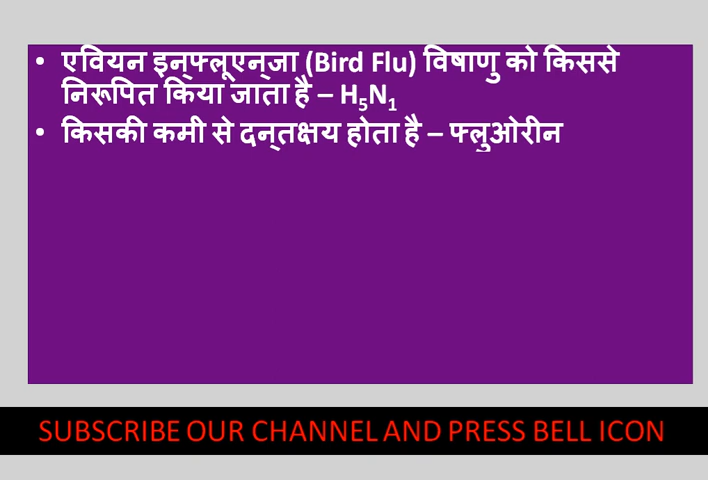 • एवियन इन्फ्लूएन्जा (Bird Flu) विषाणु को किससे
निरूपित किया जाता है – H₅N₁
• किसकी कमी से दन्तक्षय होता है – फ्लुओरीन
SUBSCRIBE OUR CHANNEL AND PRESS BELL ICON